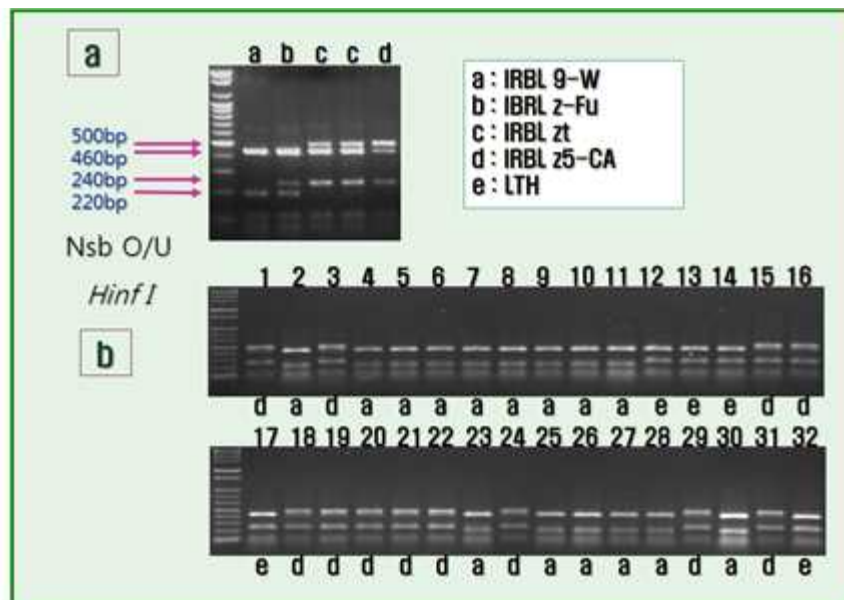 a
a b c c d
500bp
460bp
240bp
220bp
a : IRBL 9-W
b : IBRL z-Fu
c : IRBL zt
d : IRBL z5-CA
e : LTH
Nsb O/U
Hinf I
b
1 2 3 4 5 6 7 8 9 10 11 12 13 14 15 16
d a d a a a a a a a a e e e d d
17 18 19 20 21 22 23 24 25 26 27 28 29 30 31 32
e d d d d d a d a a a a d a d e